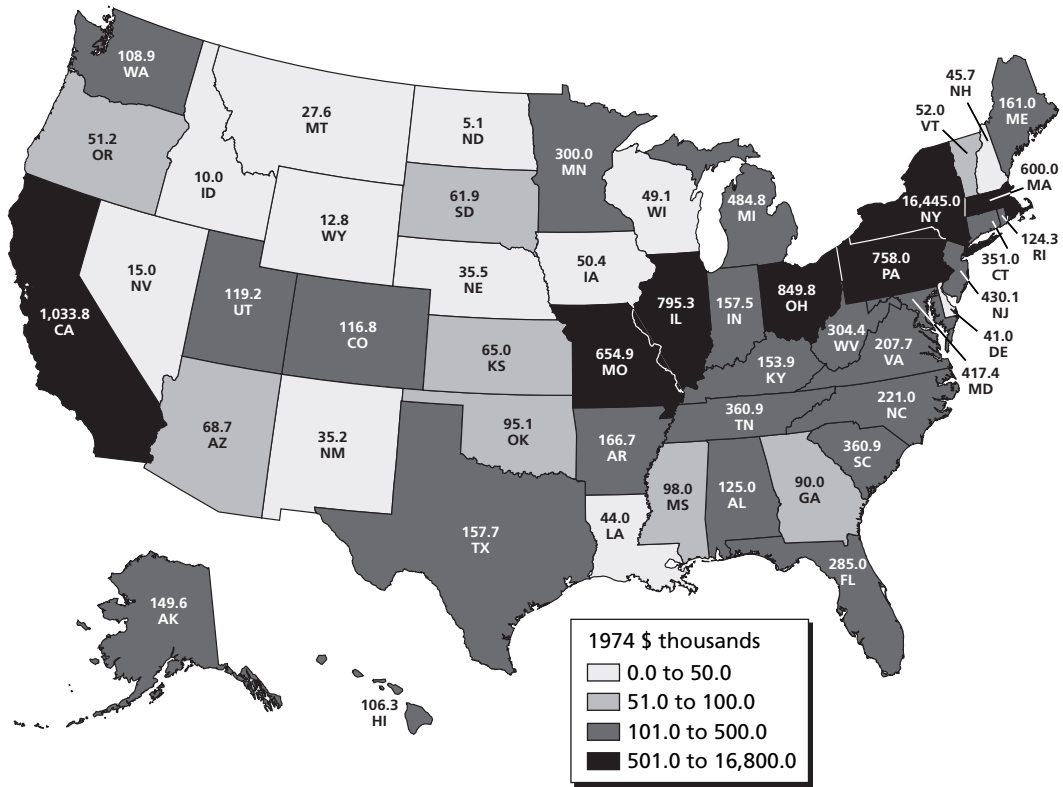 108.9
WA
51.2
OR
1,033.8
CA
15.0
NV
10.0
ID
27.6
MT
12.8
WY
119.2
UT
116.8
CO
68.7
AZ
35.2
NM
5.1
ND
61.9
SD
35.5
NE
65.0
KS
95.1
OK
157.7
TX
300.0
MN
50.4
IA
654.9
MO
166.7
AR
44.0
LA
49.1
WI
795.3
IL
484.8
MI
157.5
IN
849.8
OH
153.9
KY
360.9
TN
98.0
MS
125.0
AL
90.0
GA
285.0
FL
360.9
SC
221.0
NC
207.7
VA
304.4
WV
758.0
PA
16,445.0
NY
52.0
VT
45.7
NH
161.0
ME
600.0
MA
124.3
RI
351.0
CT
430.1
NJ
41.0
DE
417.4
MD
149.6
AK
106.3
HI
1974 $ thousands
0.0 to 50.0
51.0 to 100.0
101.0 to 500.0
501.0 to 16,800.0